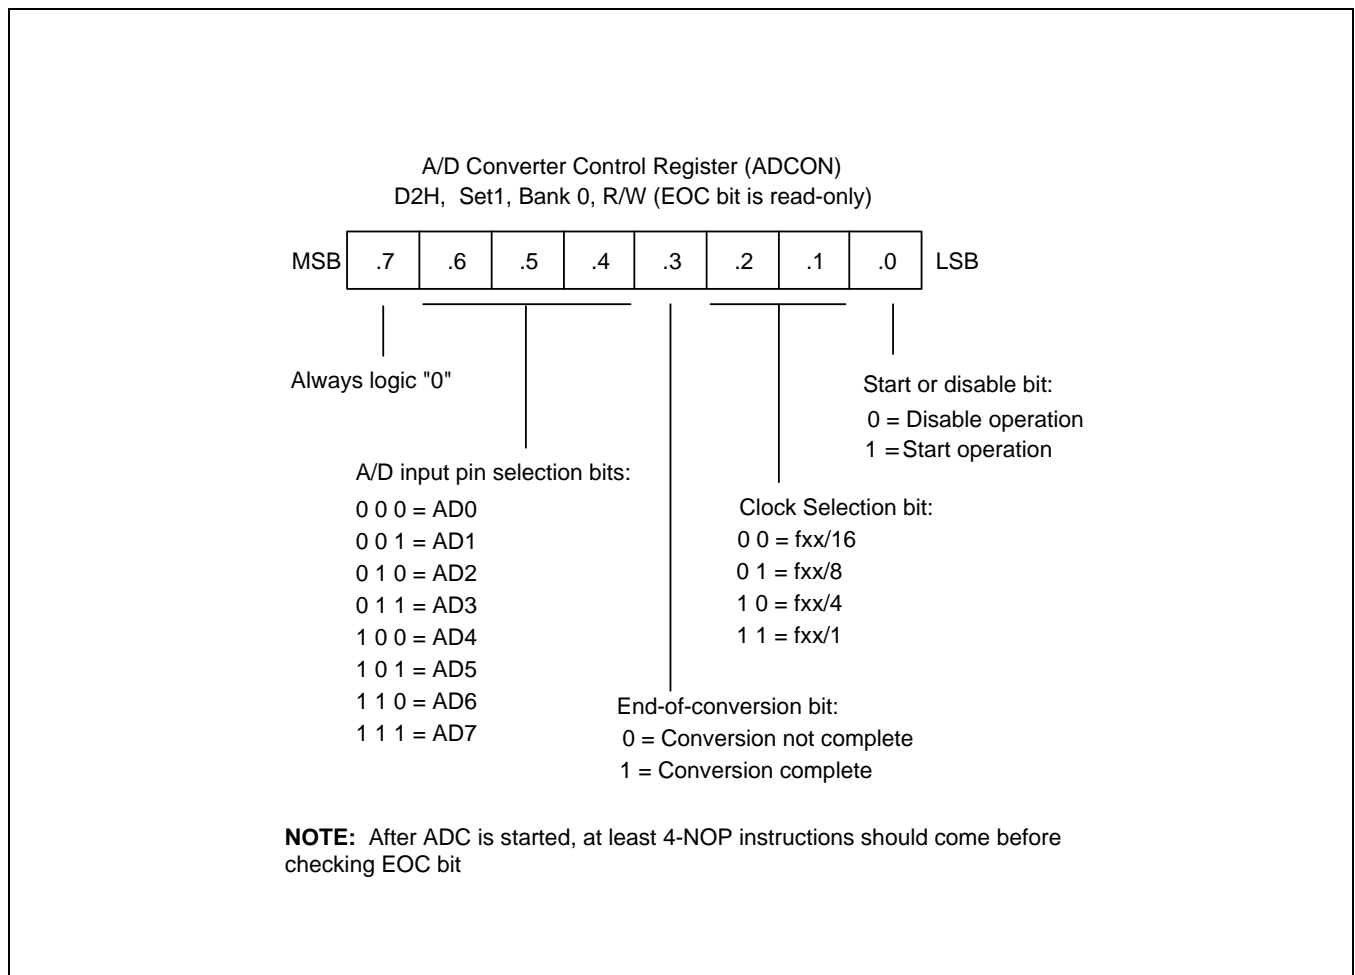 A/D Converter Control Register (ADCON)
D2H, Set1, Bank 0, R/W (EOC bit is read-only)
MSB .7 .6 .5 .4 .3 .2 .1 .0 LSB
Always logic "0"
A/D input pin selection bits:
0 0 0 = AD0
0 0 1 = AD1
0 1 0 = AD2
0 1 1 = AD3
1 0 0 = AD4
1 0 1 = AD5
1 1 0 = AD6
1 1 1 = AD7
End-of-conversion bit:
0 = Conversion not complete
1 = Conversion complete
Clock Selection bit:
0 0 = fxx/16
0 1 = fxx/8
1 0 = fxx/4
1 1 = fxx/1
Start or disable bit:
0 = Disable operation
1 = Start operation
NOTE: After ADC is started, at least 4-NOP instructions should come before
checking EOC bit